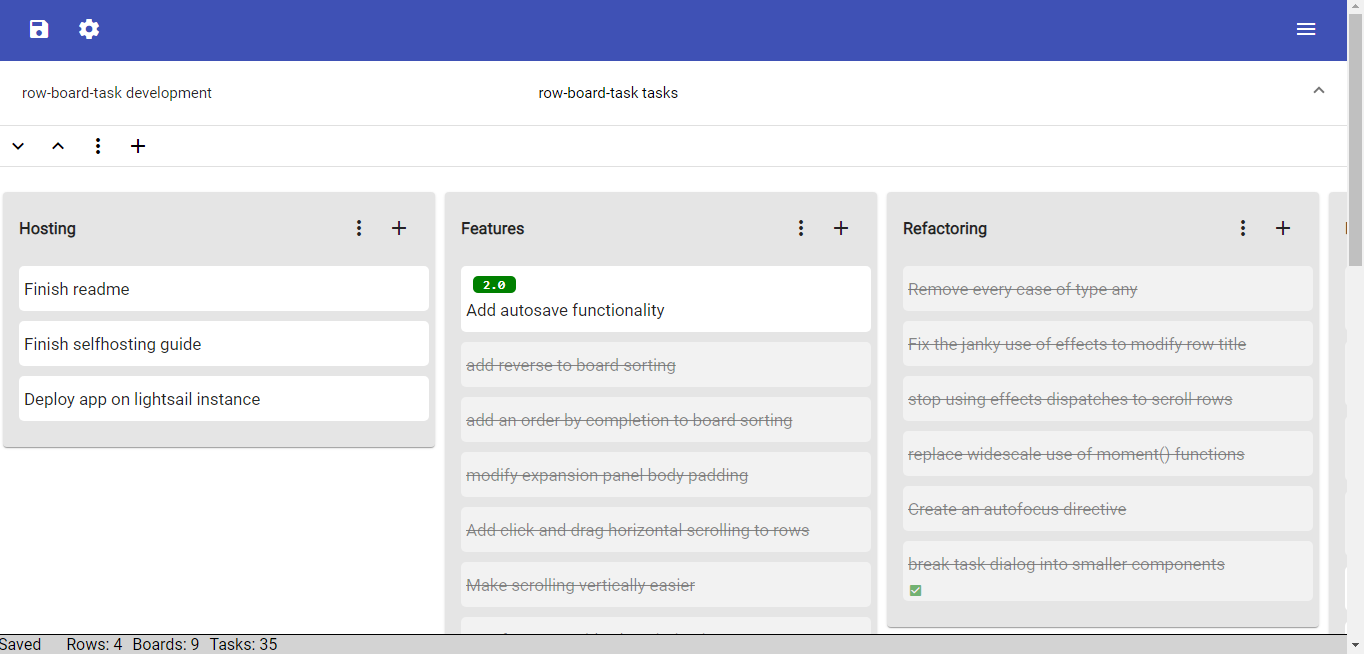 row-board-task development
row-board-task tasks
Hosting
Finish readme
Finish selfhosting guide
Deploy app on lightsail instance
Features
2.0
Add autosave functionality
add reverse to board sorting
add an order by completion to board sorting
modify expansion panel body padding
Add click and drag horizontal scrolling to rows
Make scrolling vertically easier
Refactoring
Remove every case of type any
Fix the janky use of effects to modify row title
stop using effects dispatches to scroll rows
replace widescale use of moment() functions
Create an autofocus directive
break task dialog into smaller components
Saved Rows: 4 Boards: 9 Tasks: 35